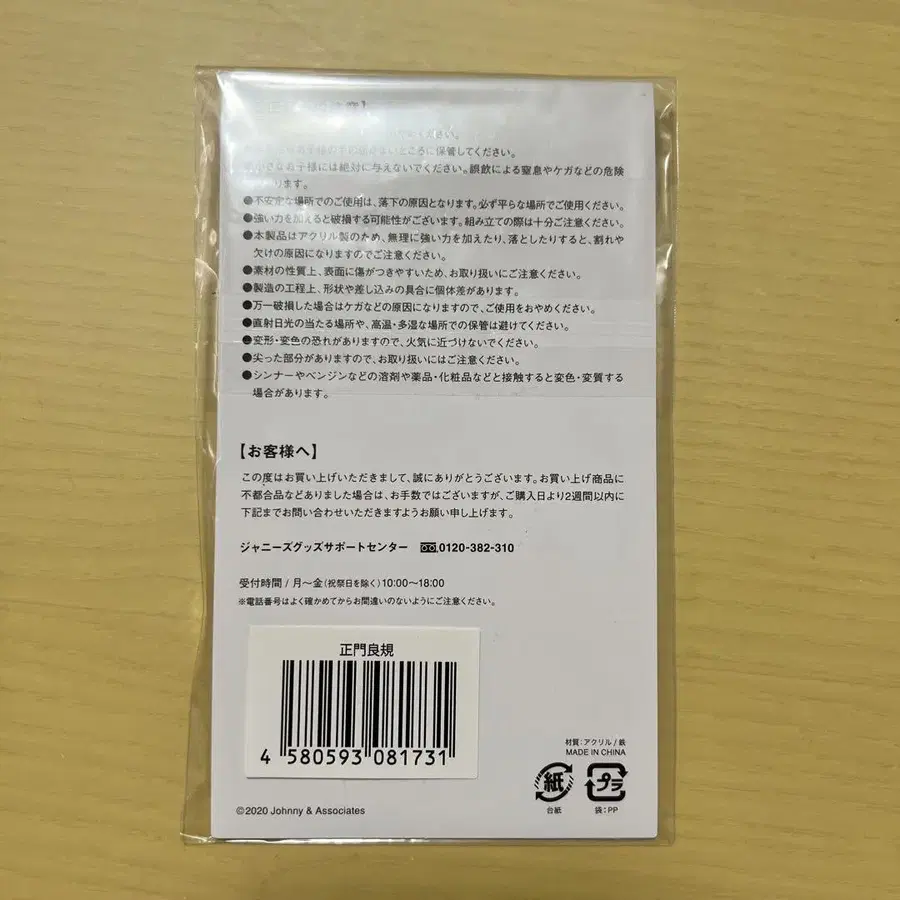 ください。
お子様の手の届かないところに保管してください。
小さなお子様には絶対に与えないでください。誤飲による窒息やケガなどの危険
があります。
●不安定な場所でのご使用は、落下の原因となります。必ず平らな場所でご使用ください。
●強い力を加えると破損する可能性がございます。組み立ての際は十分ご注意ください。
●本製品はアクリル製のため、無理に強い力を加えたり、落としたりすると、割れや
欠けの原因になりますのでご注意ください。
●素材の性質上、表面に傷がつきやすいため、お取り扱いにご注意ください。
●製造の工程上、形状や差し込みの具合に個体差があります。
●万一破損した場合はケガなどの原因になりますので、ご使用をおやめください。
●直射日光の当たる場所や、高温・多湿な場所での保管は避けてください。
●変形・変色の恐れがありますので、火気に近づけないでください。
●尖った部分がありますので、お取り扱いにはご注意ください。
●シンナーやベンジンなどの溶剤や薬品・化粧品などと接触すると変色・変質する
場合があります。
【お客様へ】
この度はお買い上げいただきまして、誠にありがとうございます。お買い上げ商品に
不都合品などありました場合は、お手数ではございますが、ご購入日より2週間以内に
下記までお問い合わせいただきますようお願い申し上げます。
ジャニーズグッズサポートセンター 0120-382-310
受付時間 / 月〜金(祝祭日を除く)10:00〜18:00
※電話番号はよく確かめてからお間違いのないようにご注意ください。
正門良規
4 580593 081731
材質：アクリル / 鉄
MADE IN CHINA
紙
プラ
台紙
袋：PP
©2020 Johnny & Associates